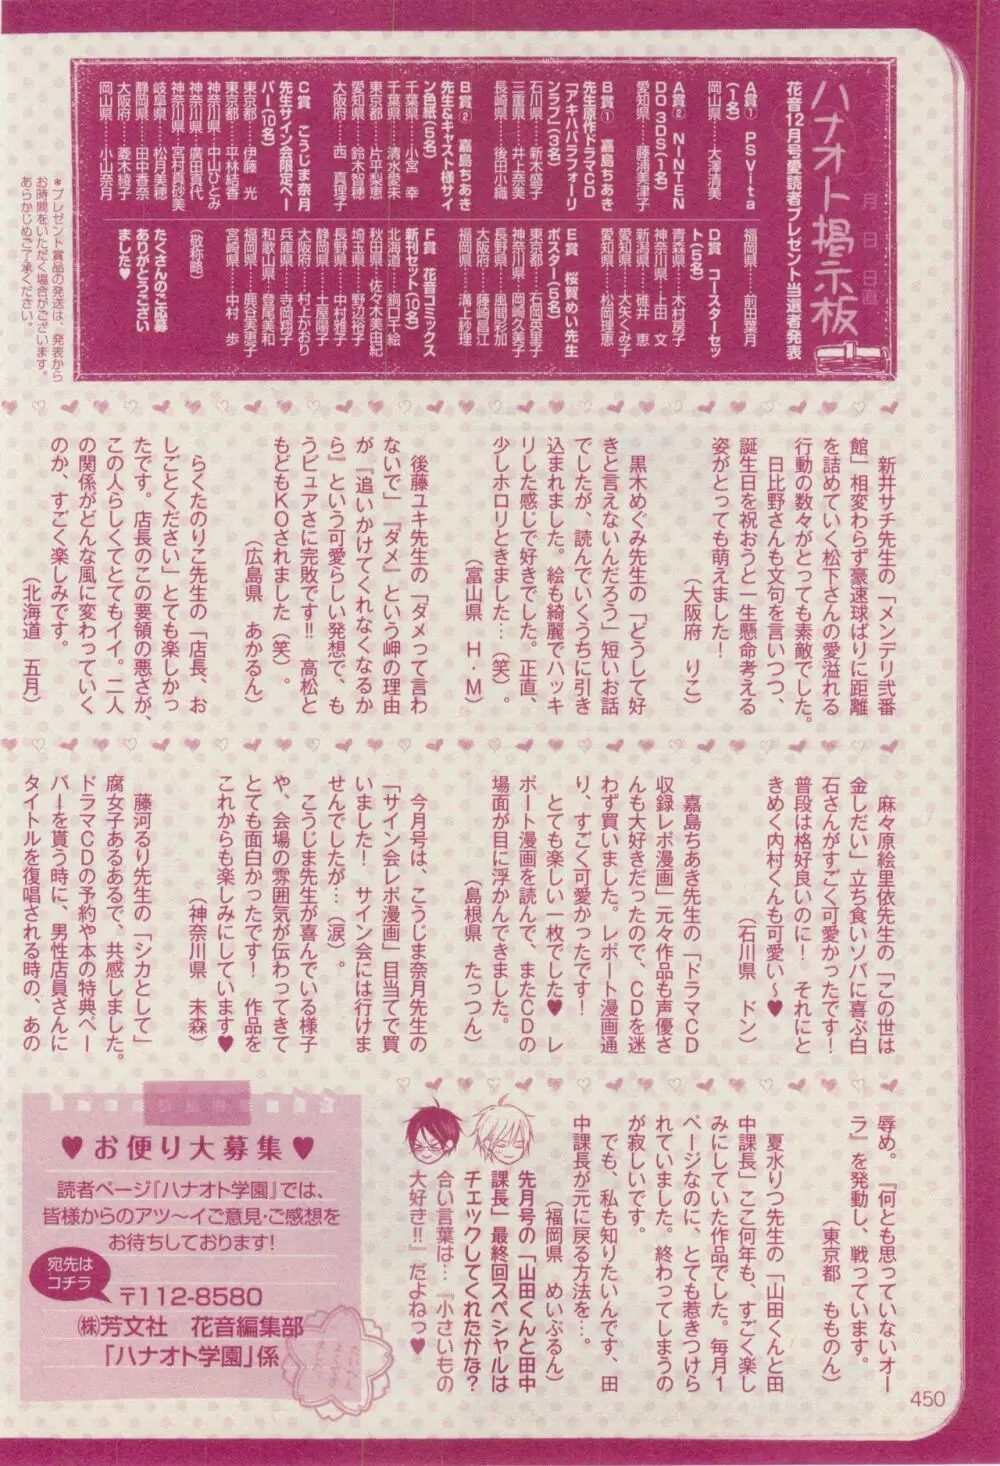 ハナオト掲示板
月 日 日直
花音12月号愛読者プレゼント当選者発表
A賞① PSVita
(1名)
岡山県…大澤清美
A賞② NINTEN
DO 3DS(1名)
愛知県…藤浦美津子
B賞① 嘉島ちあき
先生原作ドラマCD
「アキハバラフォーリ
ンラブ」(3名)
石川県…新木盛子
三重県…井上奈美
長崎県…後田小織
B賞② 嘉島ちあき
先生&キャスト様サイ
ン色紙(5名)
千葉県…小宮 幸
千葉県…清水愛未
東京都…片平梨恵
愛知県…鈴木智穂
大阪府…西 真理子
C賞 こうじま奈月
先生サイン会限定ペー
パー(10名)
東京都…伊藤 光
東京都…平林結香
神奈川県…中山ひとみ
神奈川県…廣田真代
神奈川県…宮村真砂美
岐阜県…松月美穂
静岡県…田中香奈
大阪府…菱木綾子
岡山県…小山奈月
福岡県…前田葉月
D賞 コースターセッ
ト(5名)
青森県…木村房子
神奈川県…上田 文
新潟県…碓井 恵
愛知県…大矢くみ子
愛知県…松岡理恵
E賞 桜賀めい先生
ポスター(5名)
東京都…石岡英里子
神奈川県…岡崎久美子
長野県…風間彩加
大阪府…藤崎昌江
福岡県…溝上紗理
F賞 花音コミックス
新刊セット(10名)
北海道…銅口千絵
秋田県…佐々木美由紀
埼玉県…野辺裕子
長野県…中村雅子
静岡県…土屋陽子
大阪府…村上かおり
兵庫県…寺岡翔子
和歌山県…登尾美和
福岡県…鹿谷美恵子
宮崎県…中村 歩
(敬称略)
たくさんのご応募
ありがとうござい
ました♥
*プレゼント賞品の発送は、発表から
お時間をいただく場合がございます。
あらかじめご了承ください。
新井サチ先生の「メンデリ弐番
館」相変わらず豪速球ばりに距離
を詰めていく松下さんの愛溢れる
行動の数々がとっても素敵でした。
日比野さんも文句を言いつつ、
誕生日を祝おうと一生懸命考える
姿がとっても萌えました!
(大阪府 りこ)
黒木めぐみ先生の「どうして好
きと言えないんだろう」短いお話
でしたが、読んでいくうちに引き
込まれました。絵も綺麗でハッキ
リした感じで好きでした。正直、
少しホロリときました…(笑)。
(富山県 H・M)
後藤ユキ先生の「ダメって言わ
ないで」『ダメ』という岬の理由
が、『追いかけてくれなくなるか
ら』という可愛らしい発想で、も
うピュアさに完敗です!! 高松と
もどもKOされました(笑)。
(広島県 あかるん)
らくたのりこ先生の「店長、お
しごとください」とても楽しかっ
たです。店長のこの要領の悪さが、
この人らしくてとてもイイ。二人
の関係がどんな風に変わっていく
のか、すごく楽しみです。
(北海道 五月)
麻々原絵里依先生の「この世は
金しだい」立ち食いソバに喜ぶ白
石さんがすごく可愛かったです!
普段は格好良いのに! それにと
きめく内村くんも可愛い〜♥
(石川県 ドン)
嘉島ちあき先生の「ドラマCD
収録レポ漫画」元々作品も声優さ
んも大好きだったので、CDを迷
わず買いました。レポート漫画通
り、すごく可愛かったです!
とても楽しい一枚でした♥ レ
ポート漫画を読んで、またCDの
場面が目に浮かんできました。
(島根県 たっつん)
今月号は、こうじま奈月先生の
「サイン会レポ漫画」目当てで買
いました! サイン会には行けま
せんでしたが…(涙)。
こうじま先生が喜んでいる様子
や、会場の雰囲気が伝わってきて
とても面白かったです! 作品を
これからも楽しみにしています♥
(神奈川県 未森)
藤河るり先生の「シカとして」
腐女子あるあるで、共感しました。
ドラマCDの予約や本の特典ペー
パーを貰う時に、男性店員さんに
タイトルを復唱される時の、あの
辱め。『何とも思っていないオー
ラ』を発動し、戦っています。
(東京都 もものん)
夏水りつ先生の「山田くんと田
中課長」ここ何年も、すごく楽し
みにしていた作品でした。毎月1
ページなのに、とても惹きつけら
れていました。終わってしまうの
が寂しいです。
でも、私も知りたいんです、田
中課長が元に戻る方法を…。
(福岡県 めいぷるん)
先月号の「山田くんと田中
課長」最終回スペシャルは
チェックしてくれたかな?
合い言葉は…『小さいもの
大好き!!』だよねっ♥
♥お便り大募集♥
読者ページ『ハナオト学園』では、
皆様からのアツ〜イご意見・ご感想を
お待ちしております!
宛先は
コチラ
〒112-8580
㈱芳文社 花音編集部
「ハナオト学園」係
たいへん
よくできました
450